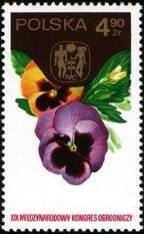 POLSKA 4.90
ZŁ
XIX MIĘDZYNARODOWY KONGRES OGRODNICZY